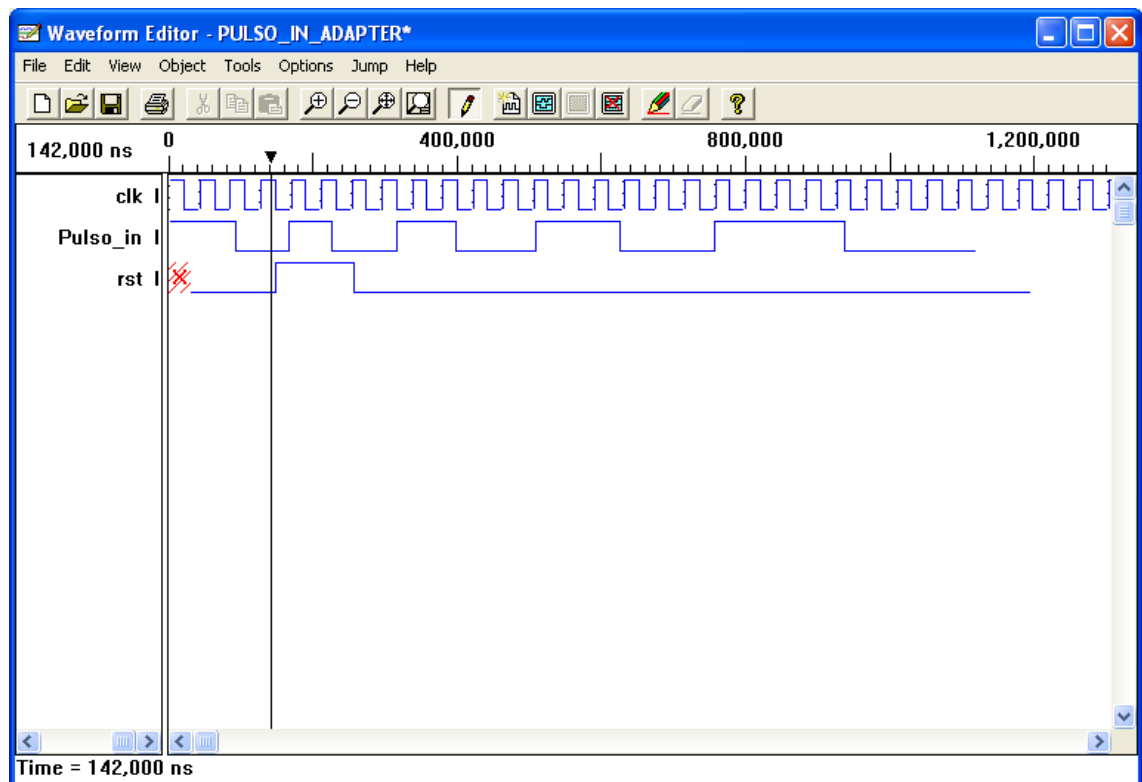 Waveform Editor - PULSO_IN_ADAPTER*
File Edit View Object Tools Options Jump Help
142,000 ns 0 400,000 800,000 1,200,000
clk I
Pulso_in I
rst I
Time = 142,000 ns